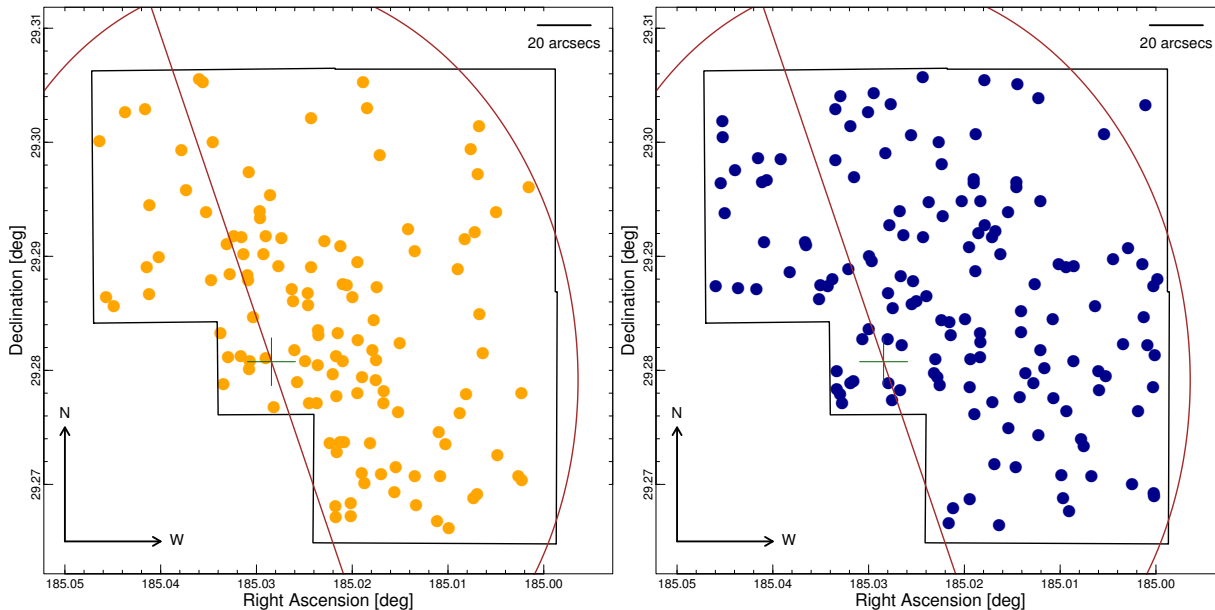 29.31
29.30
29.29
29.28
29.27
Declination [deg]
20 arcsecs
N
W
185.05
185.04
185.03
185.02
185.01
185.00
Right Ascension [deg]
29.31
29.30
29.29
29.28
29.27
Declination [deg]
20 arcsecs
N
W
185.05
185.04
185.03
185.02
185.01
185.00
Right Ascension [deg]